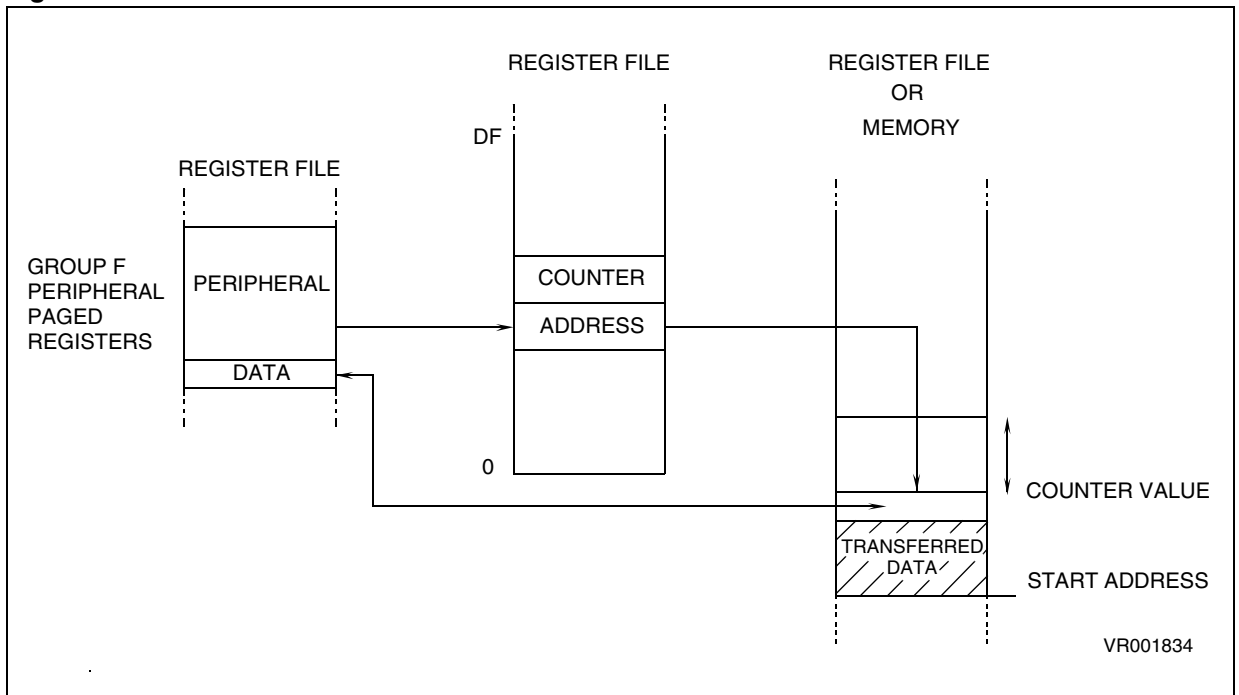 REGISTER FILE
REGISTER FILE
OR
MEMORY
DF
REGISTER FILE
GROUP F
PERIPHERAL
PAGED
REGISTERS
PERIPHERAL
COUNTER
ADDRESS
DATA
0
COUNTER VALUE
TRANSFERRED
DATA
START ADDRESS
VR001834